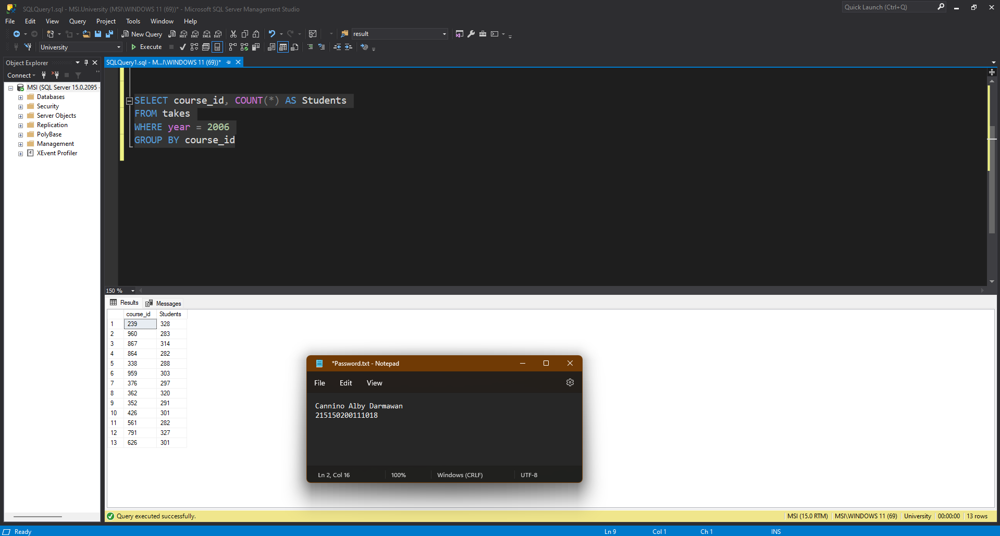 SQLQuery1.sql - MSI.University (MSI\WINDOWS 11 (69))* - Microsoft SQL Server Management Studio
Quick Launch (Ctrl+Q)
File Edit View Query Project Tools Window Help
New Query
MDX DMX XMLA DAX
result
University
Execute
Object Explorer
SQLQuery1.sql - M...I\WINDOWS 11 (69))*
Connect
MSI (SQL Server 15.0.2095 -
Databases
Security
Server Objects
Replication
PolyBase
Management
XEvent Profiler
SELECT course_id, COUNT(*) AS Students
FROM takes
WHERE year = 2006
GROUP BY course_id
150 %
Results Messages
course_id Students
1 239 328
2 960 283
3 867 314
4 864 282
5 338 288
6 959 303
7 376 297
8 362 320
9 352 291
10 426 301
11 561 282
12 791 327
13 626 301
*Password.txt - Notepad
File Edit View
Cannino Alby Darmawan
215150200111018
Ln 2, Col 16 100% Windows (CRLF) UTF-8
Query executed successfully.
MSI (15.0 RTM) MSI\WINDOWS 11 (69) University 00:00:00 13 rows
Ready
Ln 9 Col 1 Ch 1 INS